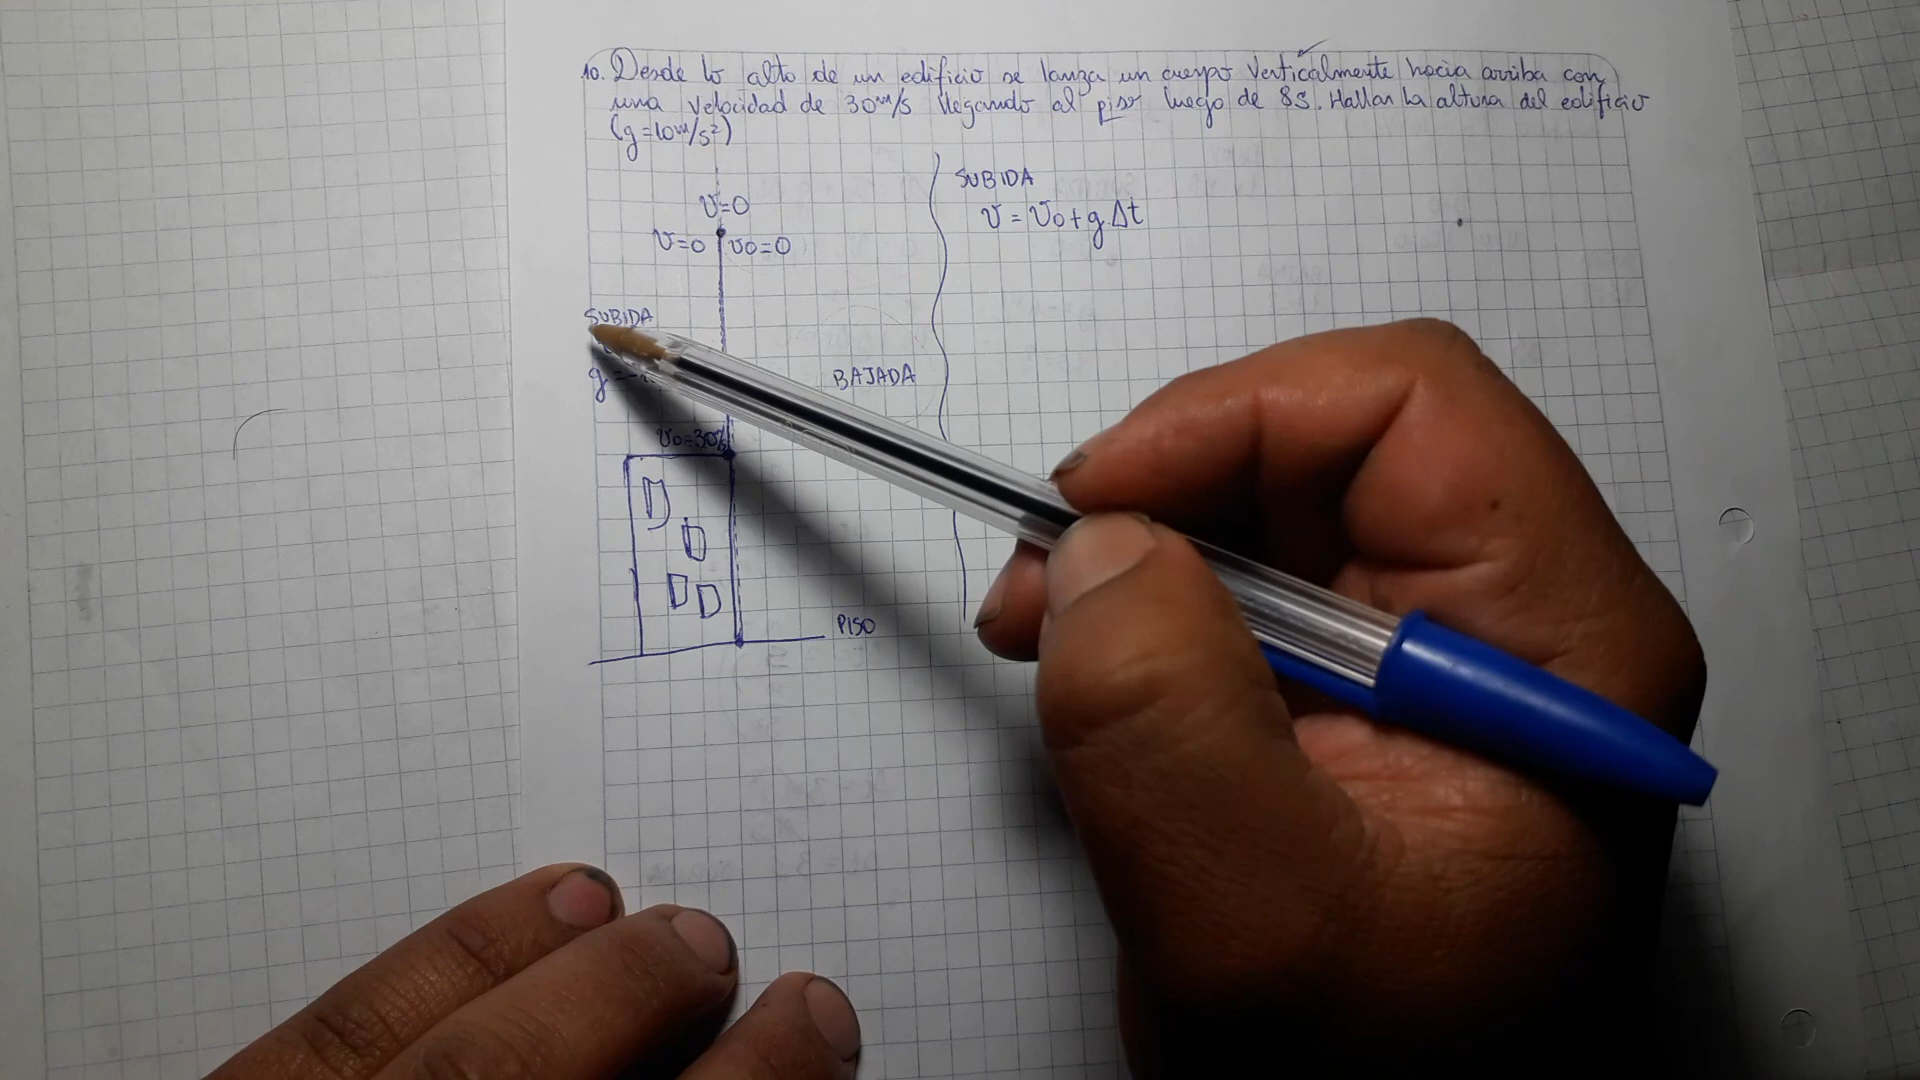 10. Desde lo alto de un edificio se lanza un cuerpo verticalmente hacia arriba con
una velocidad de 30m/s llegando al piso luego de 8s. Hallar la altura del edificio
(g=10m/s²)
SUBIDA
v = v0 + g.Δt
v=0
v=0 v0=0
SUBIDA
g = -
BAJADA
v0=30
PISO